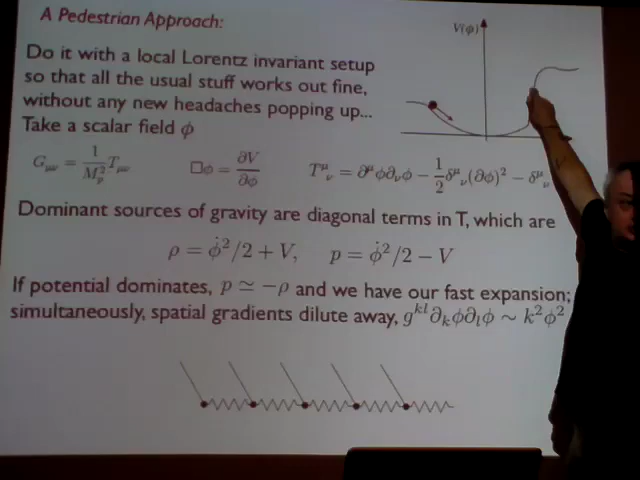 A Pedestrian Approach:
V(ϕ)
Do it with a local Lorentz invariant setup
so that all the usual stuff works out fine,
without any new headaches popping up...
Take a scalar field ϕ
G_μν = 1/M_p^2 T_μν □ϕ = ∂V/∂ϕ T^μ_ν = ∂^μϕ∂_νϕ − 1/2 δ^μ_ν(∂ϕ)^2 − δ^μ_ν
Dominant sources of gravity are diagonal terms in T, which are
ρ = ϕ̇^2/2 + V, p = ϕ̇^2/2 − V
If potential dominates, p ≃ −ρ and we have our fast expansion;
simultaneously, spatial gradients dilute away, g^{kl}∂_kϕ∂_lϕ ~ k^2ϕ^2